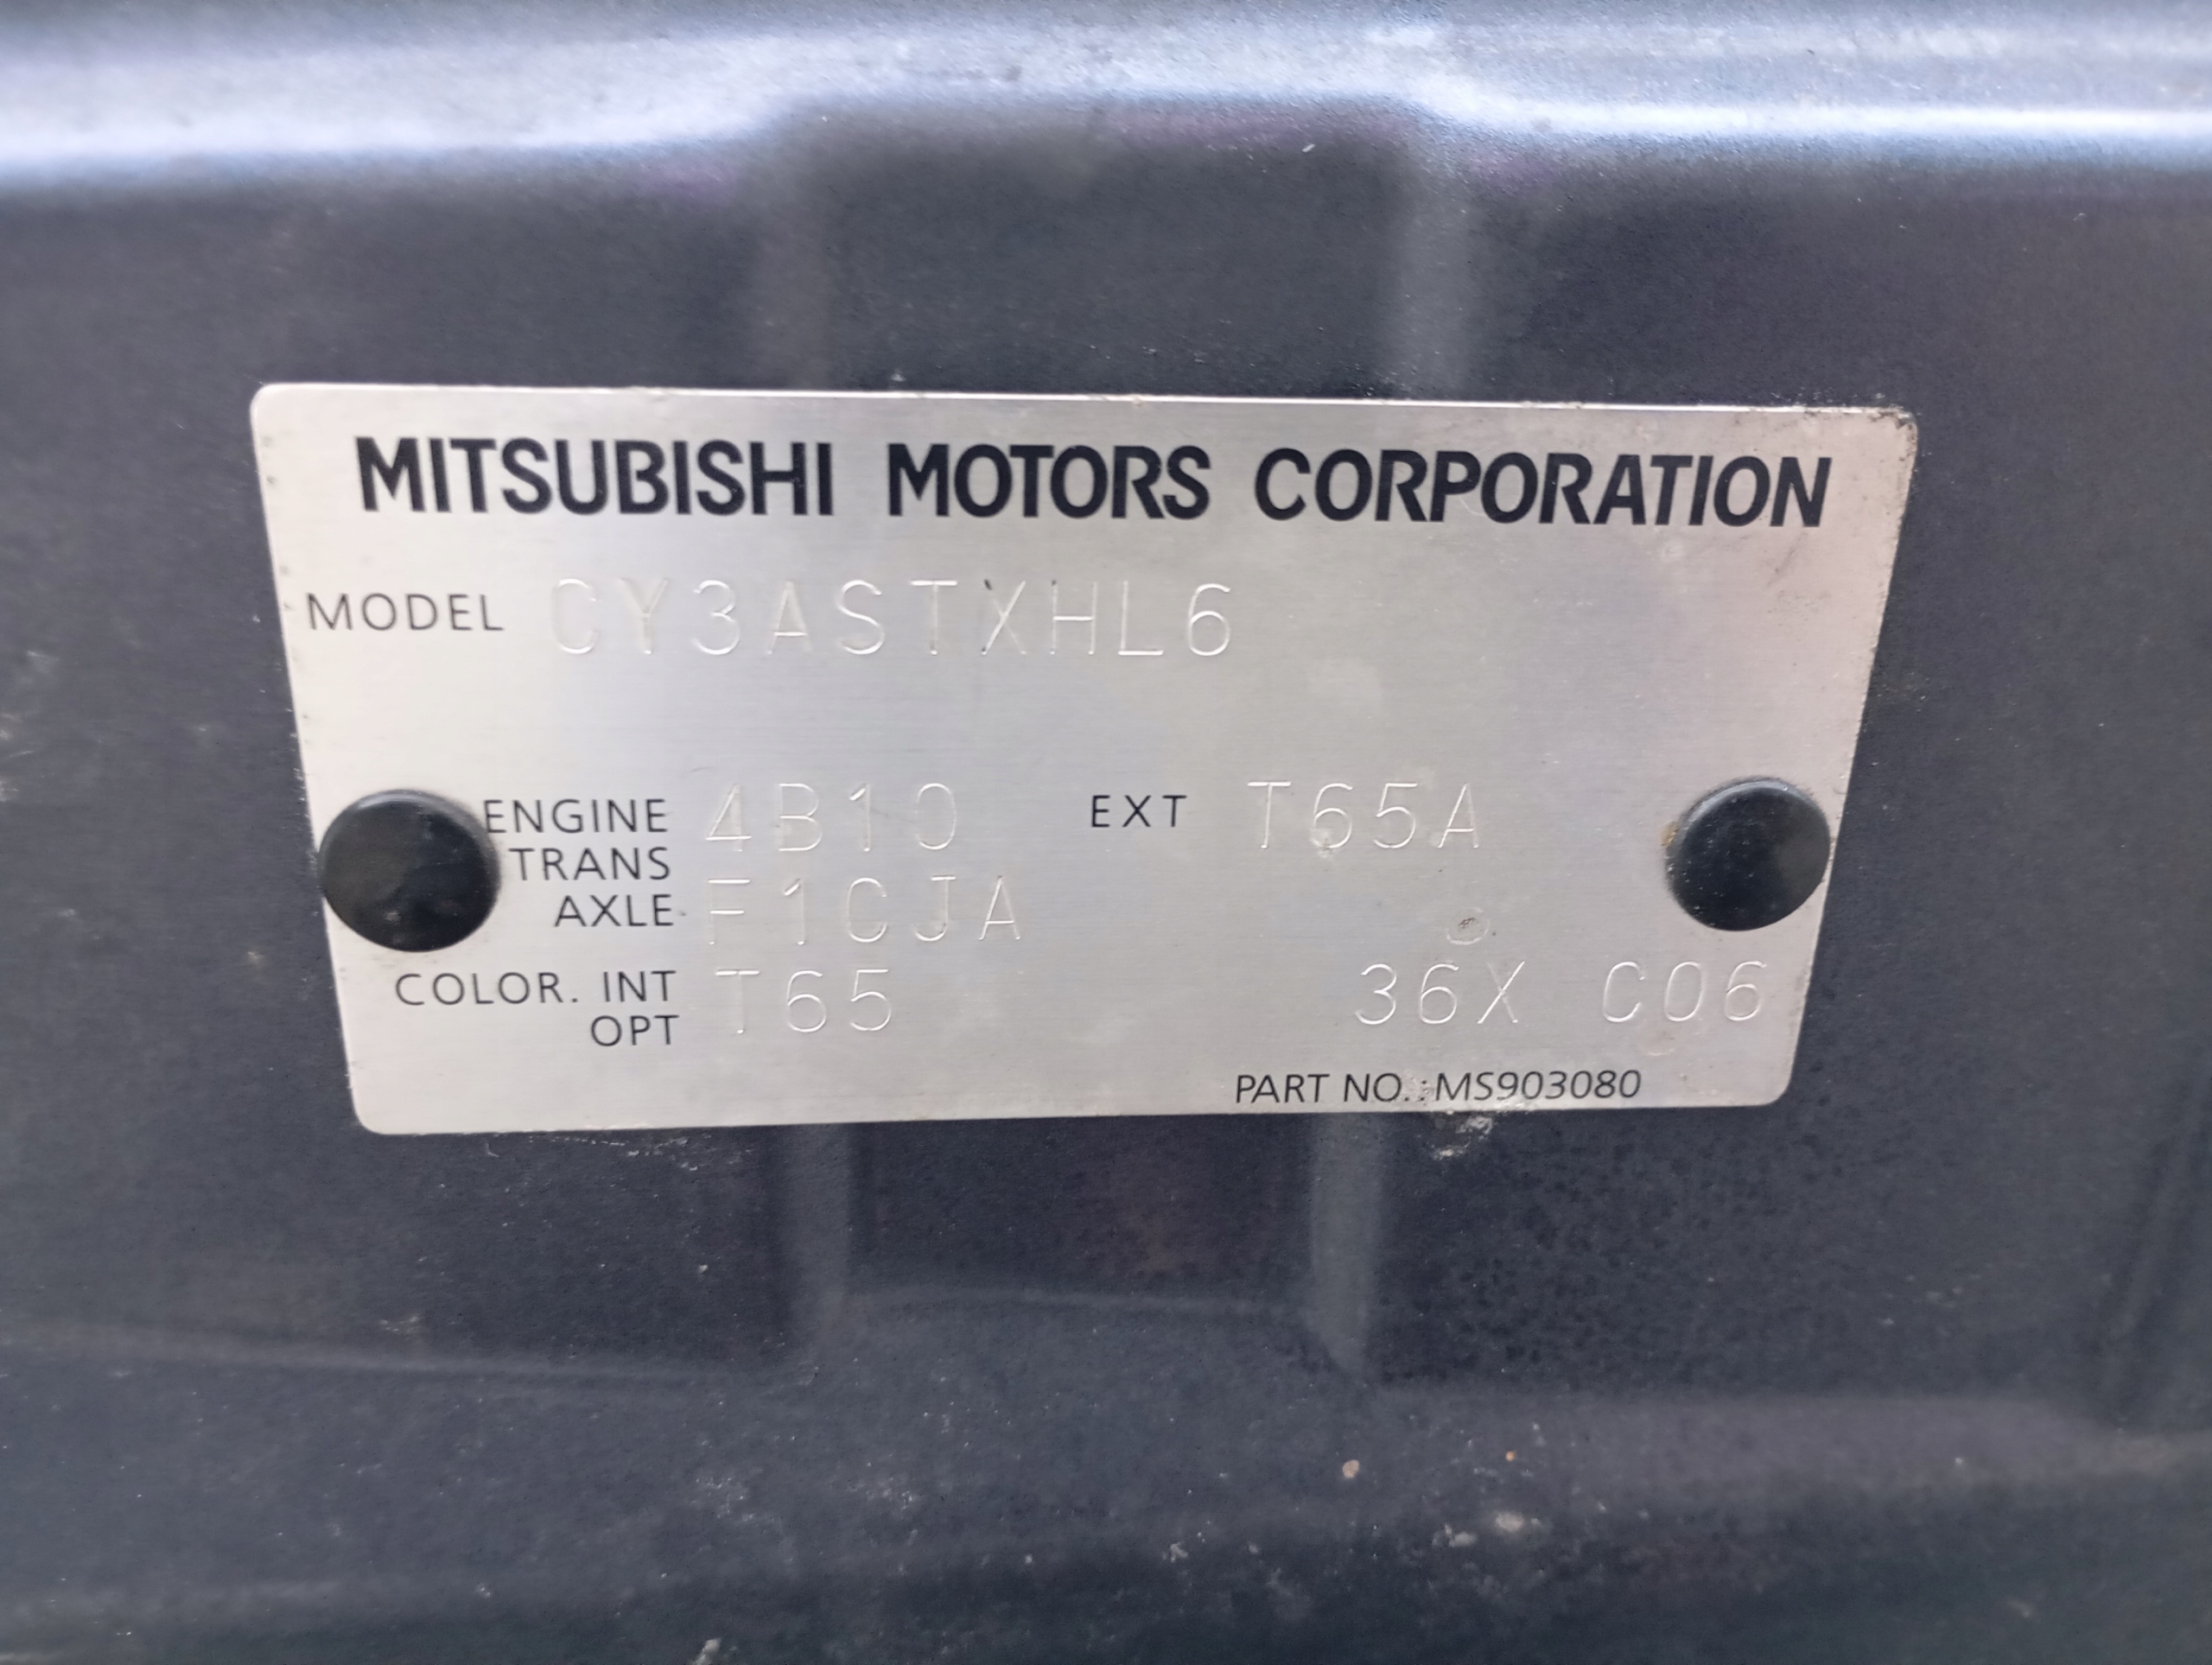 MITSUBISHI MOTORS CORPORATION
MODEL CY3ASTXHL6
ENGINE 4B10 EXT T65A
TRANS
AXLE F1CJA
COLOR. INT T65 36X C06
OPT
PART NO.:MS903080